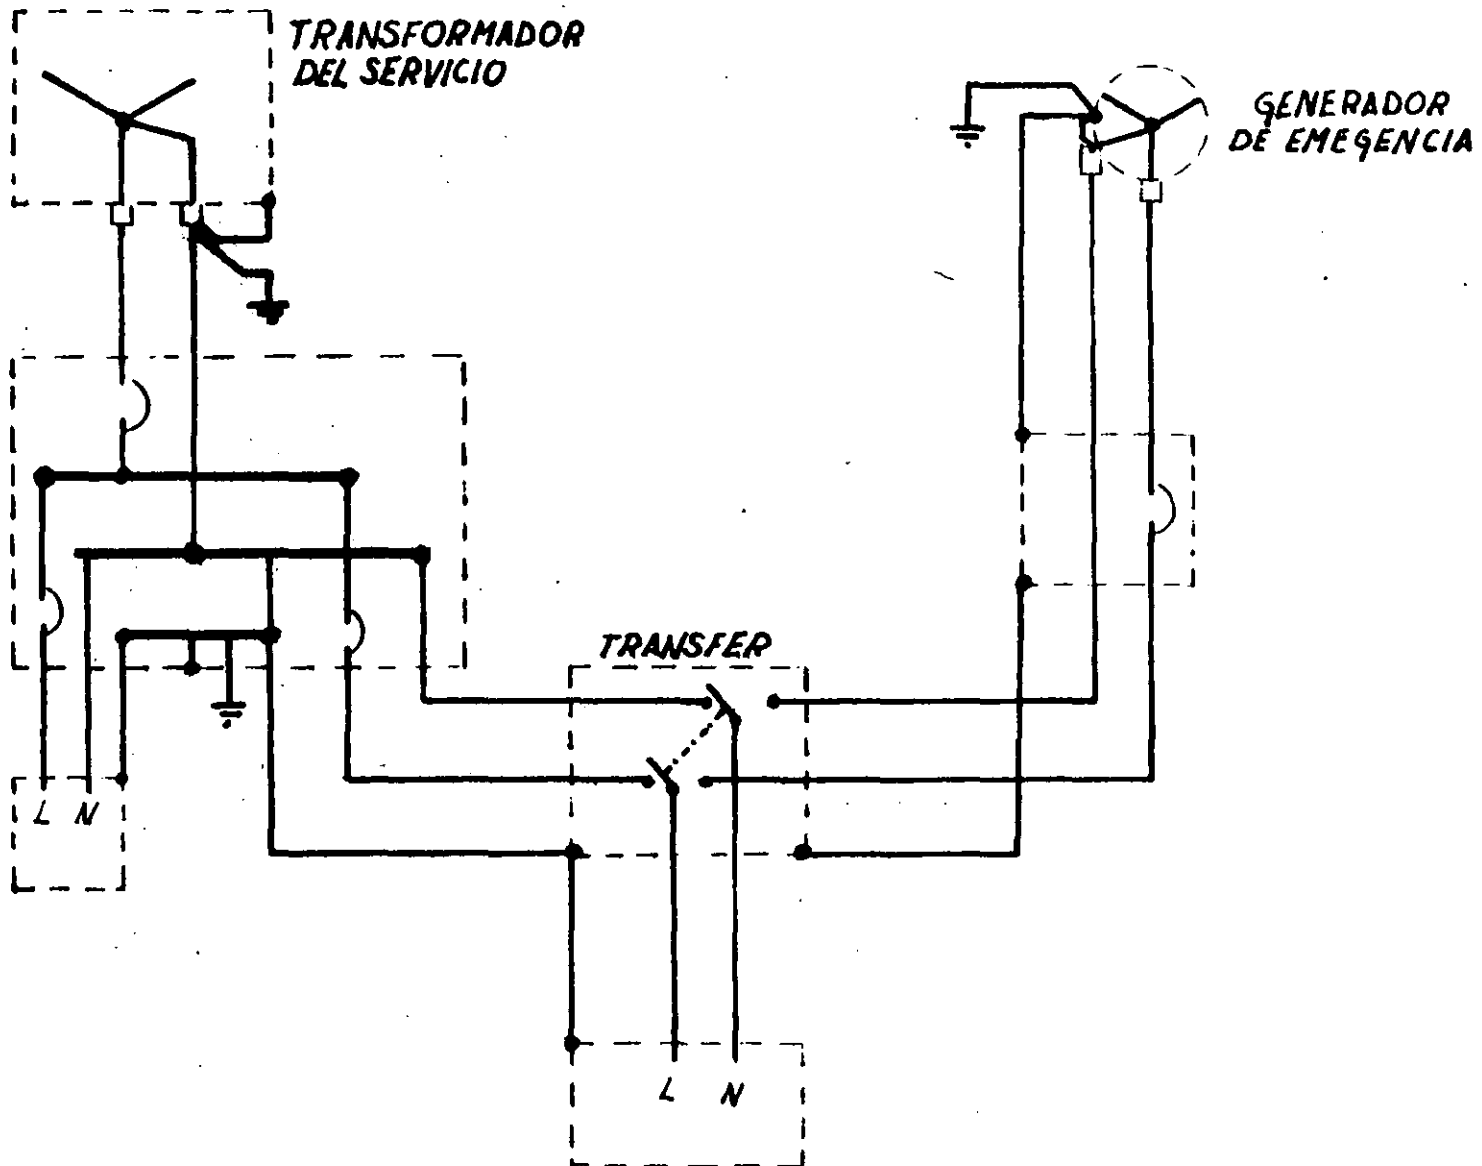 TRANSFORMADOR
DEL SERVICIO
GENERADOR
DE EMEGENCIA
TRANSFER
L N
L N